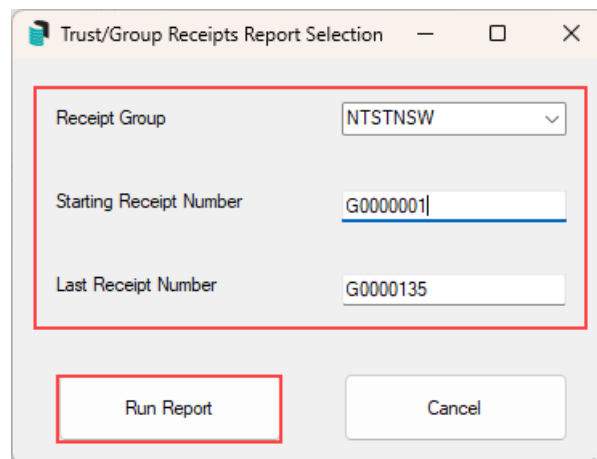 Trust/Group Receipts Report Selection
Receipt Group NTSTNSW
Starting Receipt Number G0000001
Last Receipt Number G0000135
Run Report Cancel